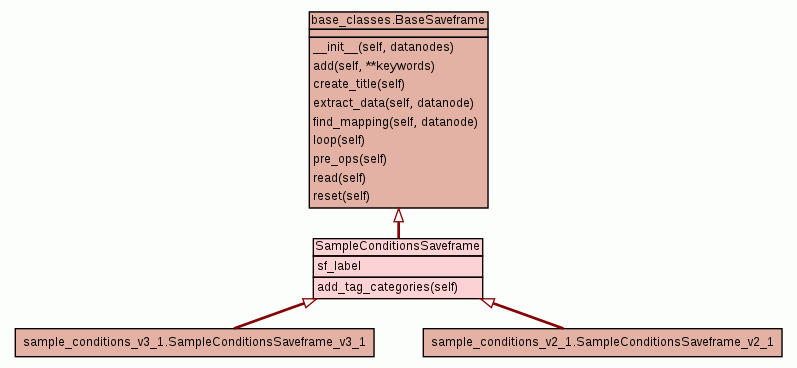 base_classes.BaseSaveframe
__init__(self, datanodes)
add(self, **keywords)
create_title(self)
extract_data(self, datanode)
find_mapping(self, datanode)
loop(self)
pre_ops(self)
read(self)
reset(self)
SampleConditionsSaveframe
sf_label
add_tag_categories(self)
sample_conditions_v3_1.SampleConditionsSaveframe_v3_1
sample_conditions_v2_1.SampleConditionsSaveframe_v2_1